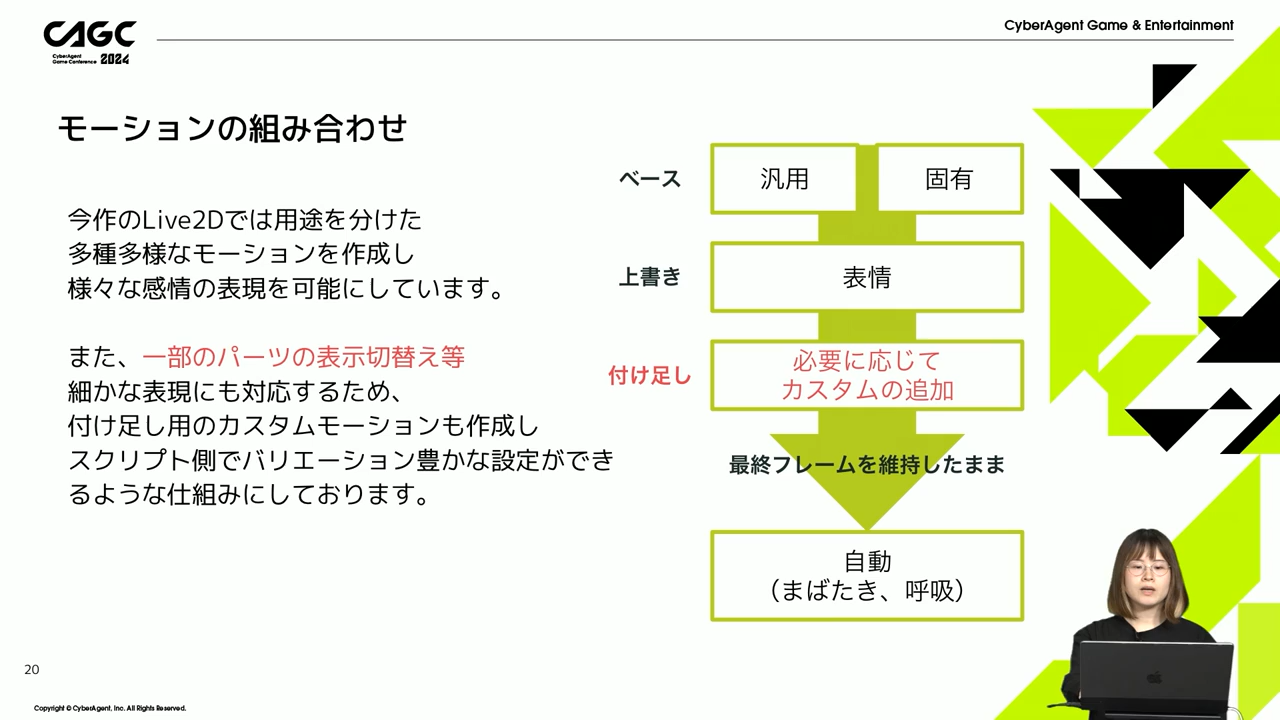 CAGC
CyberAgent
Game Conference 2024
CyberAgent Game & Entertainment
モーションの組み合わせ
今作のLive2Dでは用途を分けた
多種多様なモーションを作成し
様々な感情の表現を可能にしています。
また、一部のパーツの表示切替え等
細かな表現にも対応するため、
付け足し用のカスタムモーションも作成し
スクリプト側でバリエーション豊かな設定ができ
るような仕組みにしております。
ベース
汎用
固有
上書き
表情
付け足し
必要に応じて
カスタムの追加
最終フレームを維持したまま
自動
（まばたき、呼吸）
20
Copyright © CyberAgent, Inc. All Rights Reserved.